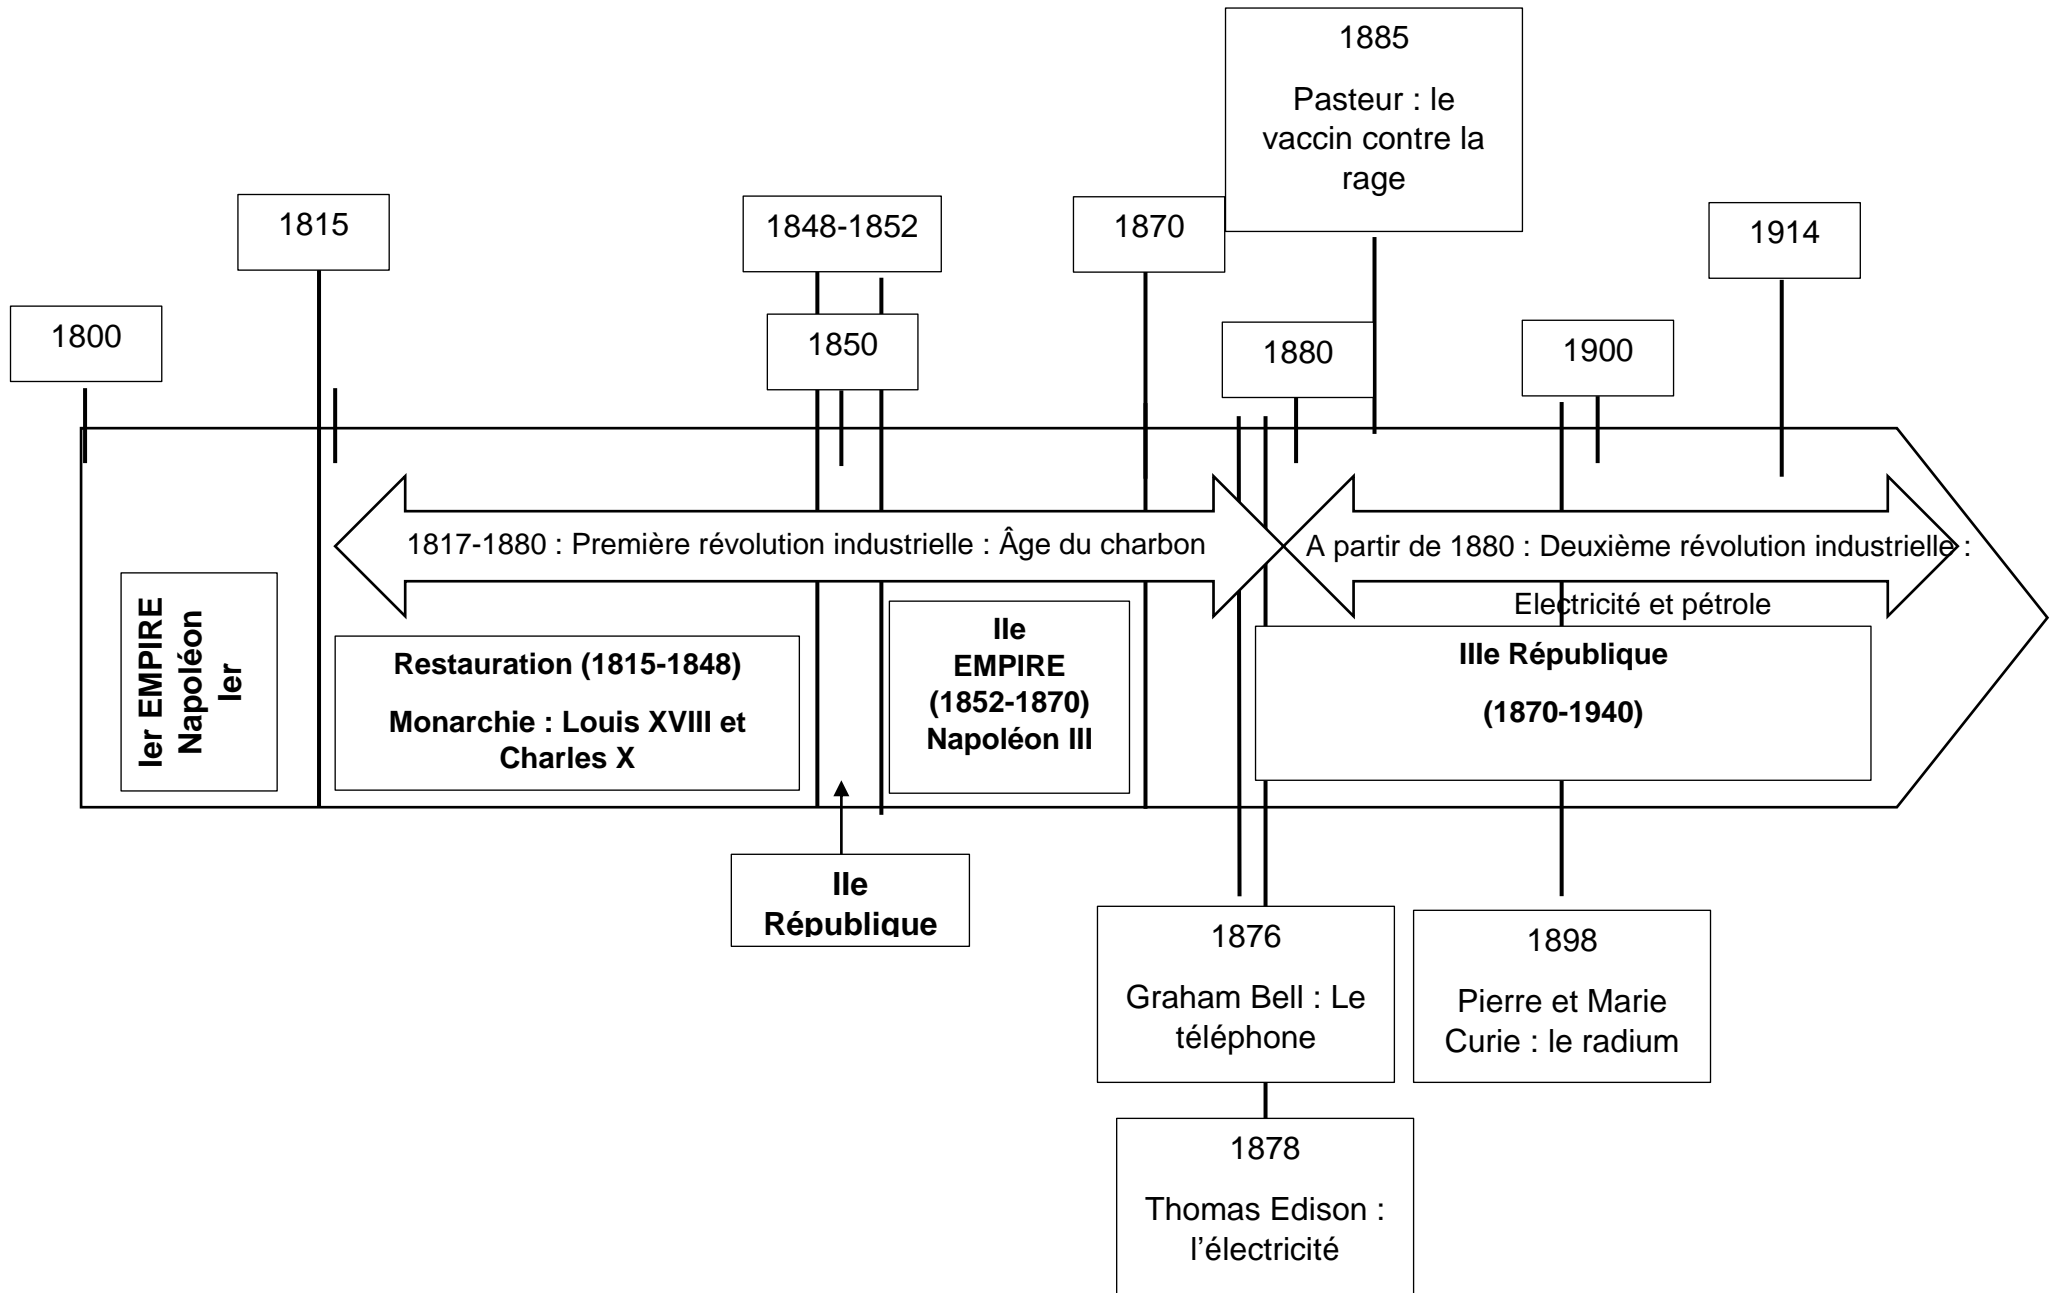 1885
Pasteur : le
vaccin contre la
rage
1815
1848-1852
1870
1914
1800
1850
1880
1900
1817-1880 : Première révolution industrielle : Âge du charbon
A partir de 1880 : Deuxième révolution industrielle :
Electricité et pétrole
Ier EMPIRE
Napoléon
Ier
Restauration (1815-1848)
Monarchie : Louis XVIII et
Charles X
IIe
EMPIRE
(1852-1870)
Napoléon III
IIIe République
(1870-1940)
IIe
République
1876
Graham Bell : Le
téléphone
1898
Pierre et Marie
Curie : le radium
1878
Thomas Edison :
l’électricité